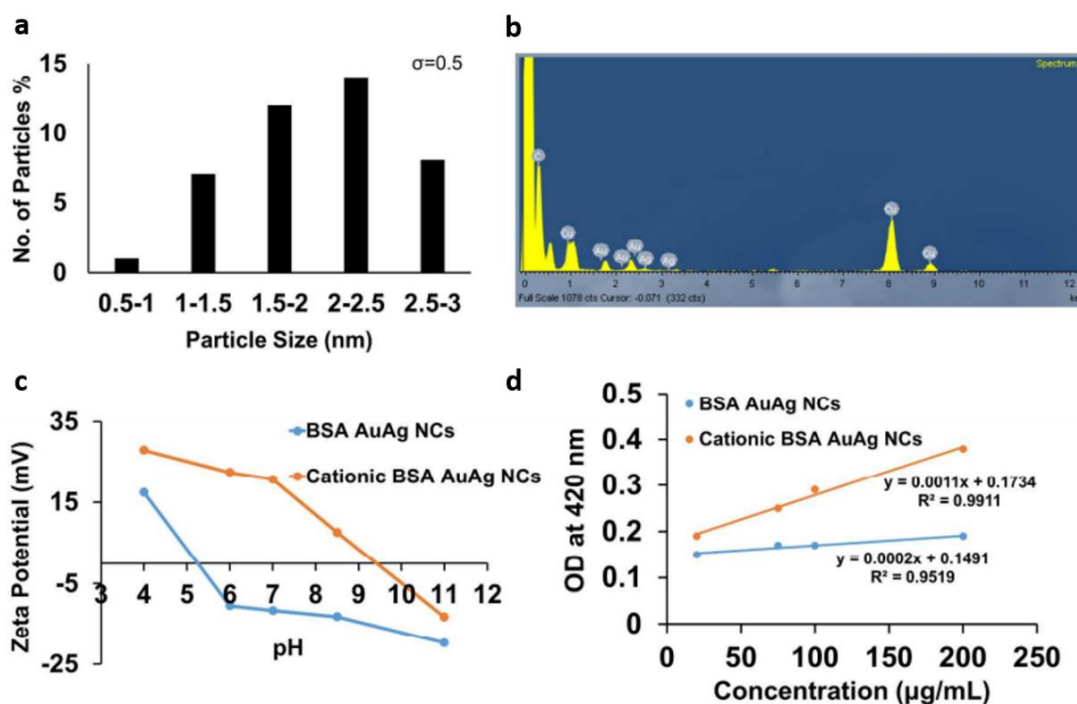 a
15
10
5
0
No. of Particles %
σ=0.5
0.5-1 1-1.5 1.5-2 2-2.5 2.5-3
Particle Size (nm)
b
Spectrum
C
Cu
Au
Au
Au
Ag
Ag
Cu
Cu
0 1 2 3 4 5 6 7 8 9 10 11 12
Full Scale 1078 cts Cursor: -0.071 (332 cts)
ke
c
35
15
-5
-25
Zeta Potential (mV)
BSA AuAg NCs
Cationic BSA AuAg NCs
3 4 5 6 7 8 9 10 11 12
pH
d
0.5
0.4
0.3
0.2
0.1
0
OD at 420 nm
BSA AuAg NCs
Cationic BSA AuAg NCs
y = 0.0011x + 0.1734
R² = 0.9911
y = 0.0002x + 0.1491
R² = 0.9519
0 50 100 150 200 250
Concentration (µg/mL)